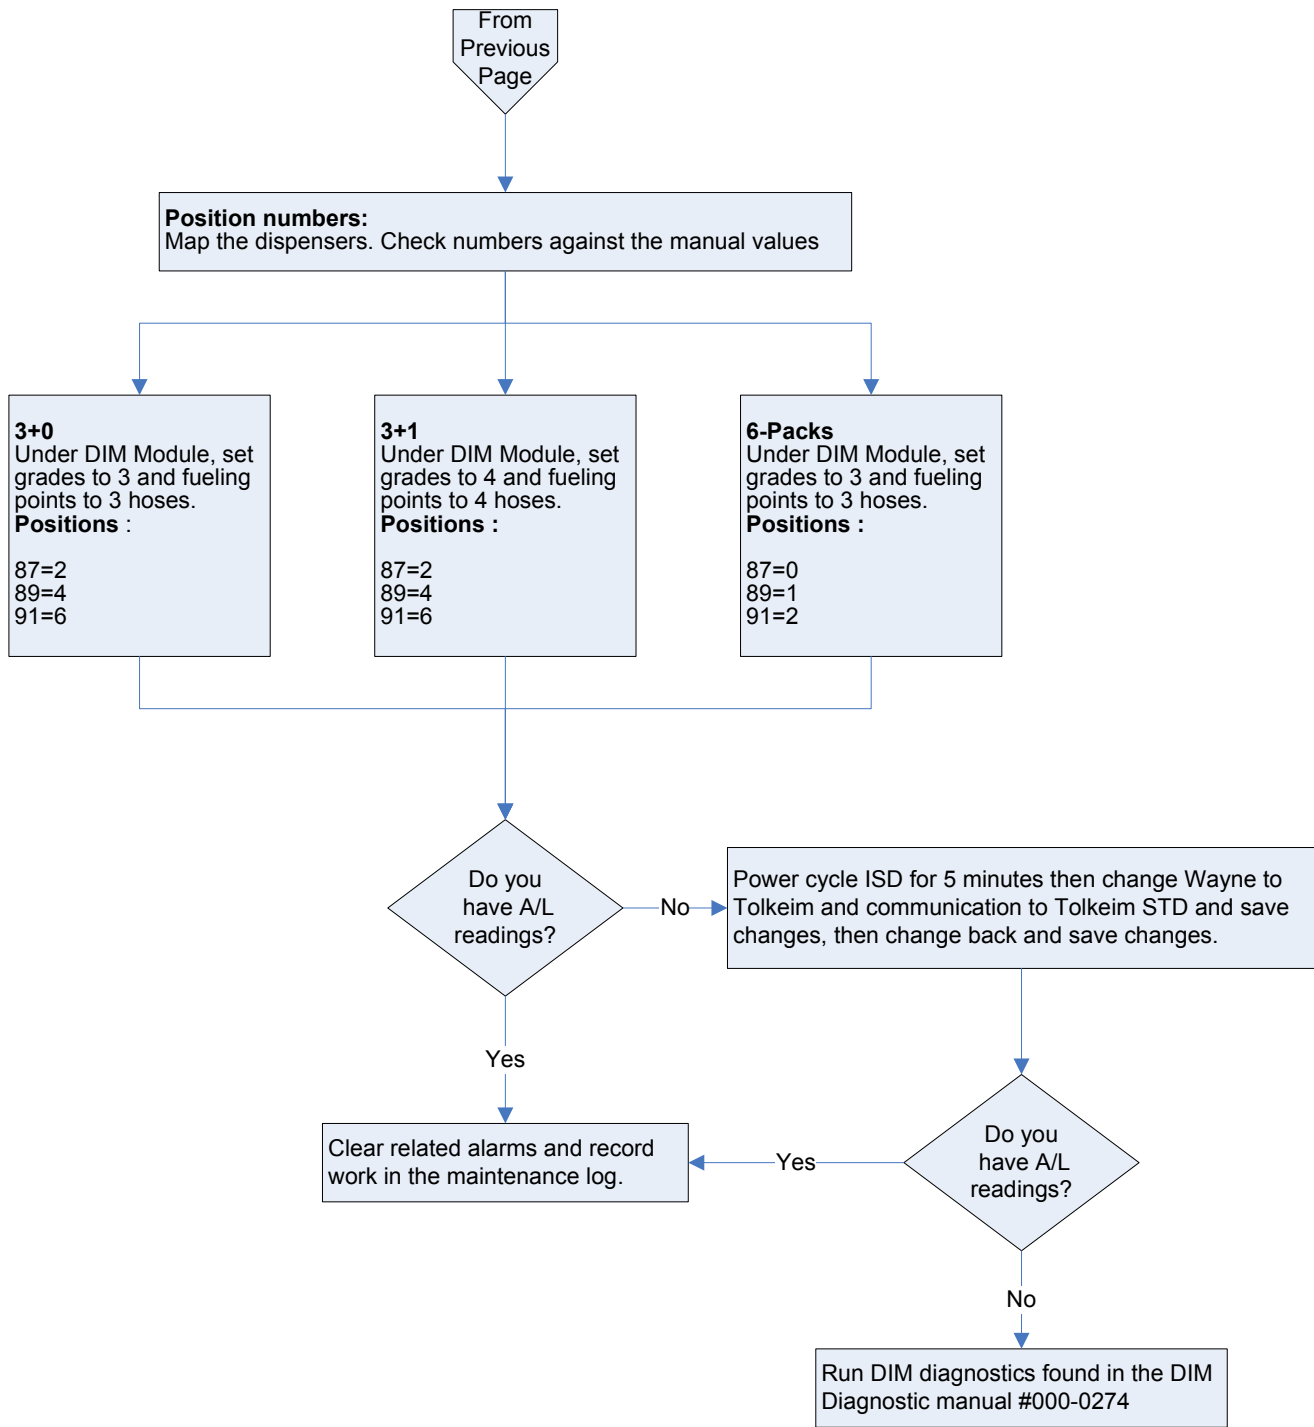 From
Previous
Page
Position numbers:
Map the dispensers. Check numbers against the manual values
3+0
Under DIM Module, set
grades to 3 and fueling
points to 3 hoses.
Positions :
87=2
89=4
91=6
3+1
Under DIM Module, set
grades to 4 and fueling
points to 4 hoses.
Positions :
87=2
89=4
91=6
6-Packs
Under DIM Module, set
grades to 3 and fueling
points to 3 hoses.
Positions :
87=0
89=1
91=2
Do you
have A/L
readings?
No
Power cycle ISD for 5 minutes then change Wayne to
Tolkeim and communication to Tolkeim STD and save
changes, then change back and save changes.
Yes
Clear related alarms and record
work in the maintenance log.
Yes
Do you
have A/L
readings?
No
Run DIM diagnostics found in the DIM
Diagnostic manual #000-0274